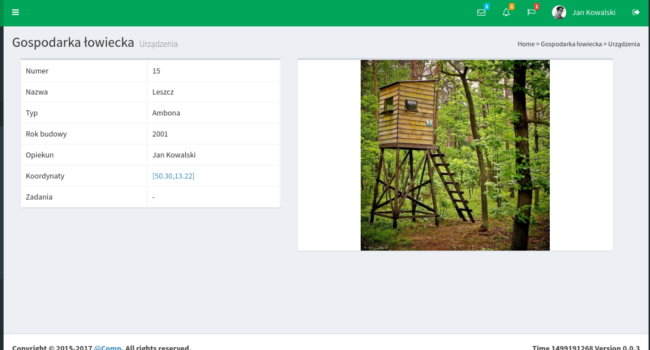 Jan Kowalski
Gospodarka łowiecka Urządzenia
Home > Gospodarka łowiecka > Urządzenia
Numer 15
Nazwa Leszcz
Typ Ambona
Rok budowy 2001
Opiekun Jan Kowalski
Koordynaty [50.30,13.22]
Zadania -
Copyright © 2015-2017 @Comp. All rights reserved.
Time 1499191268 Version 0.0.3